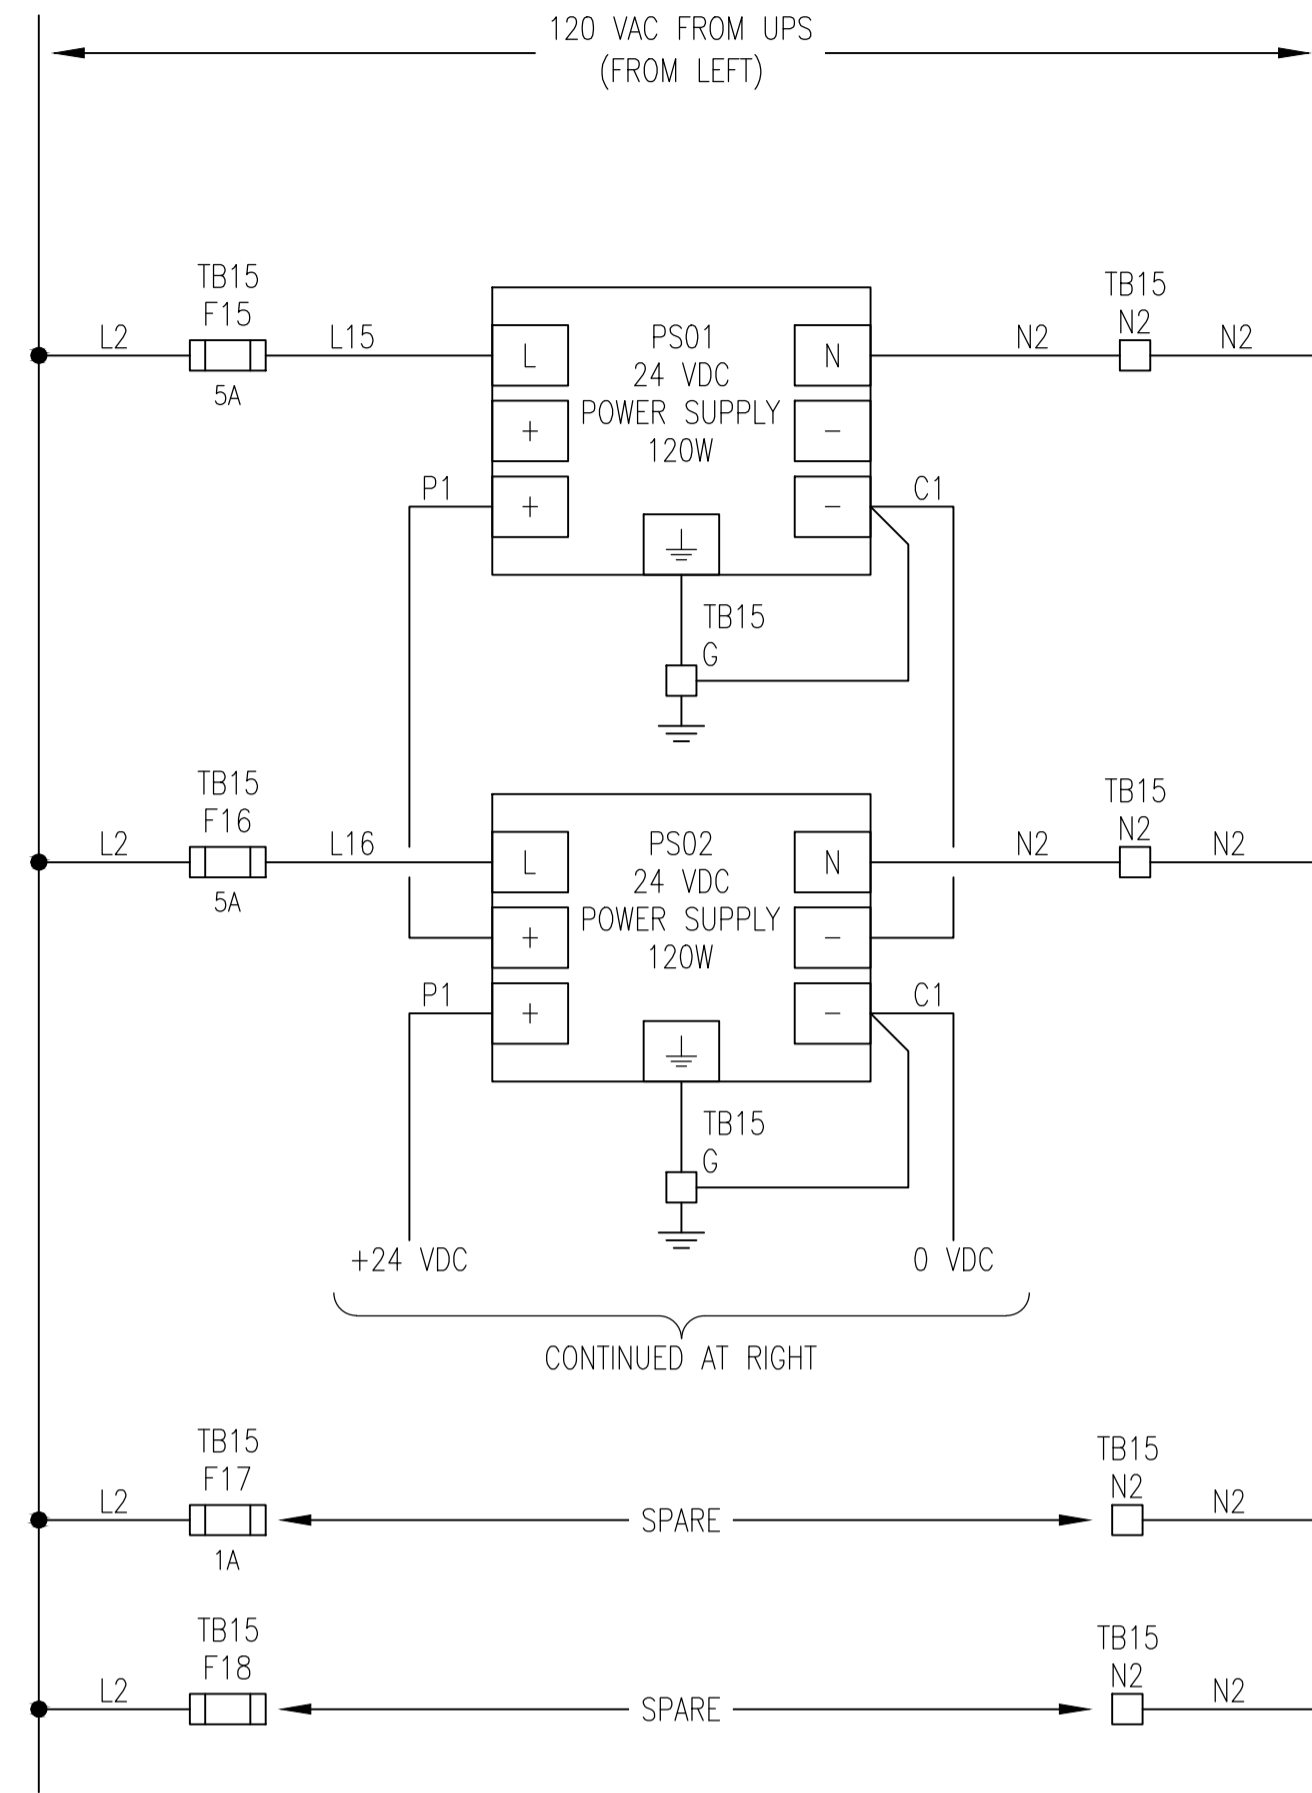 120 VAC FROM UPS
(FROM LEFT)
TB15
F15
L2
L15
5A
L
+
+
PS01
24 VDC
POWER SUPPLY
120W
N
-
-
P1
C1
N2
TB15
N2
N2
TB15
G
TB15
F16
L2
L16
5A
L
+
+
PS02
24 VDC
POWER SUPPLY
120W
N
-
-
P1
C1
N2
TB15
N2
N2
TB15
G
+24 VDC
0 VDC
CONTINUED AT RIGHT
TB15
F17
L2
1A
SPARE
TB15
N2
N2
TB15
F18
L2
SPARE
TB15
N2
N2